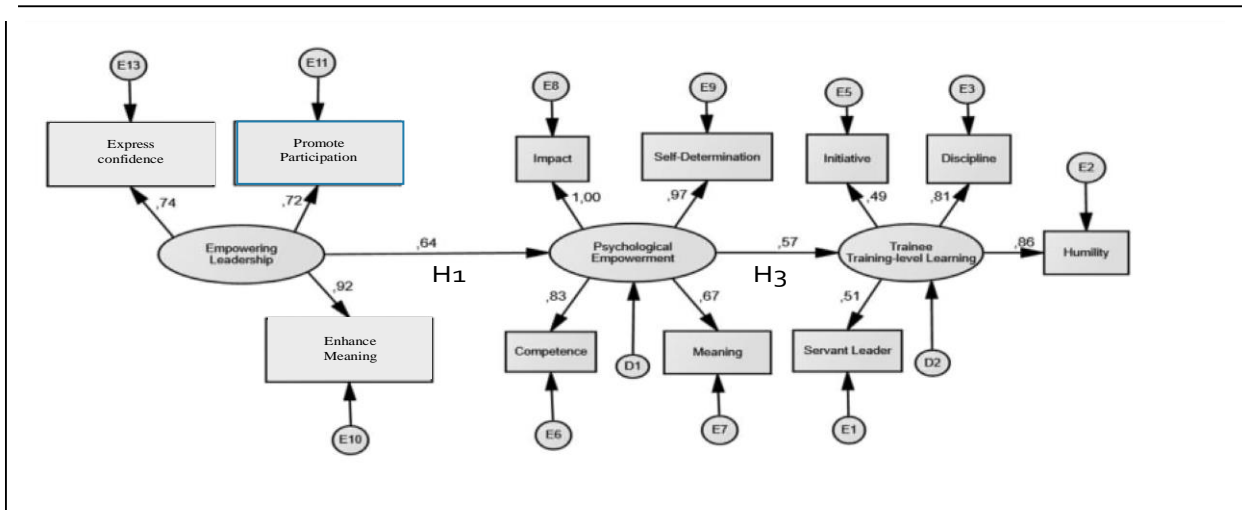 E13
E11
E8
E9
E5
E3
E2
Express
confidence
Promote
Participation
Impact
Self-Determination
Initiative
Discipline
Humility
,74
,72
1,00
,97
,49
,81
,86
Empowering
Leadership
,64
H1
Psychological
Empowerment
,57
H3
Trainee
Training-level Learning
,92
,83
,67
,51
Enhance
Meaning
Competence
D1
Meaning
Servant Leader
D2
E10
E6
E7
E1